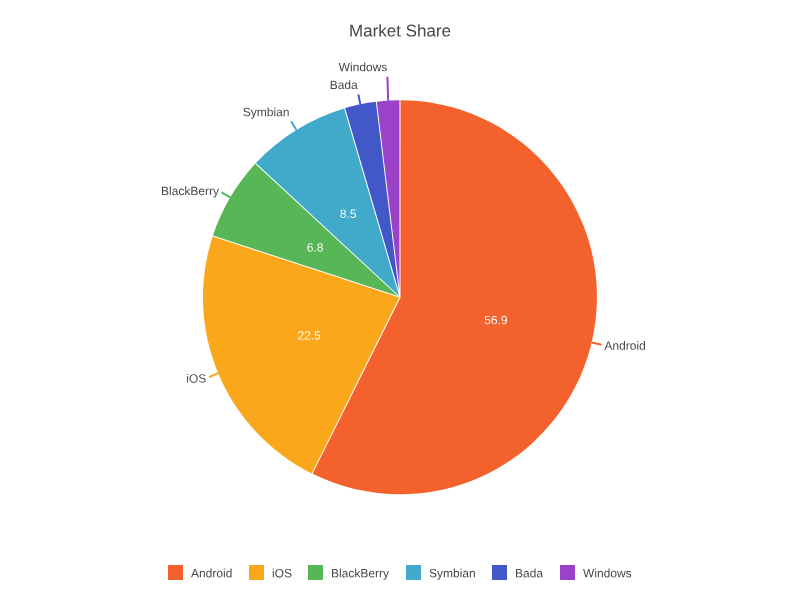 Market Share
Windows
Bada
Symbian
BlackBerry
8.5
6.8
56.9
22.5
Android
iOS
Android iOS BlackBerry Symbian Bada Windows